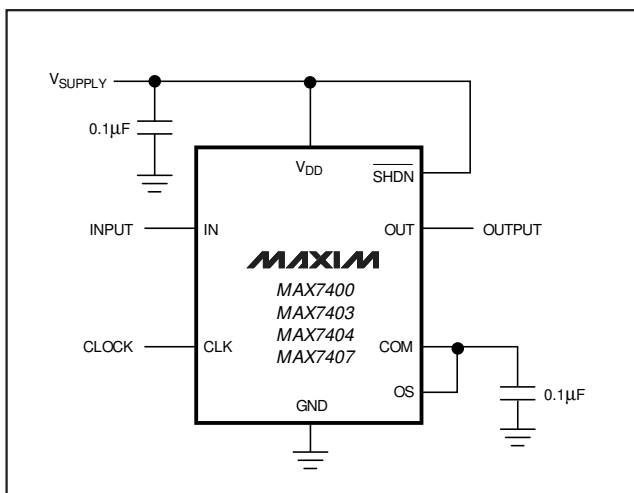 VSUPPLY
0.1µF
VDD
SHDN
INPUT
IN
OUT
OUTPUT
MAXIM
MAX7400
MAX7403
MAX7404
MAX7407
CLOCK
CLK
COM
OS
0.1µF
GND